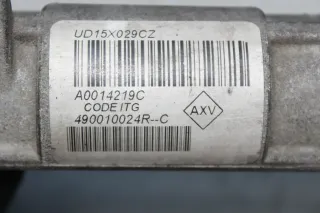 UD15X029CZ
A0014219C
CODE ITG
490010024R--C
AXV